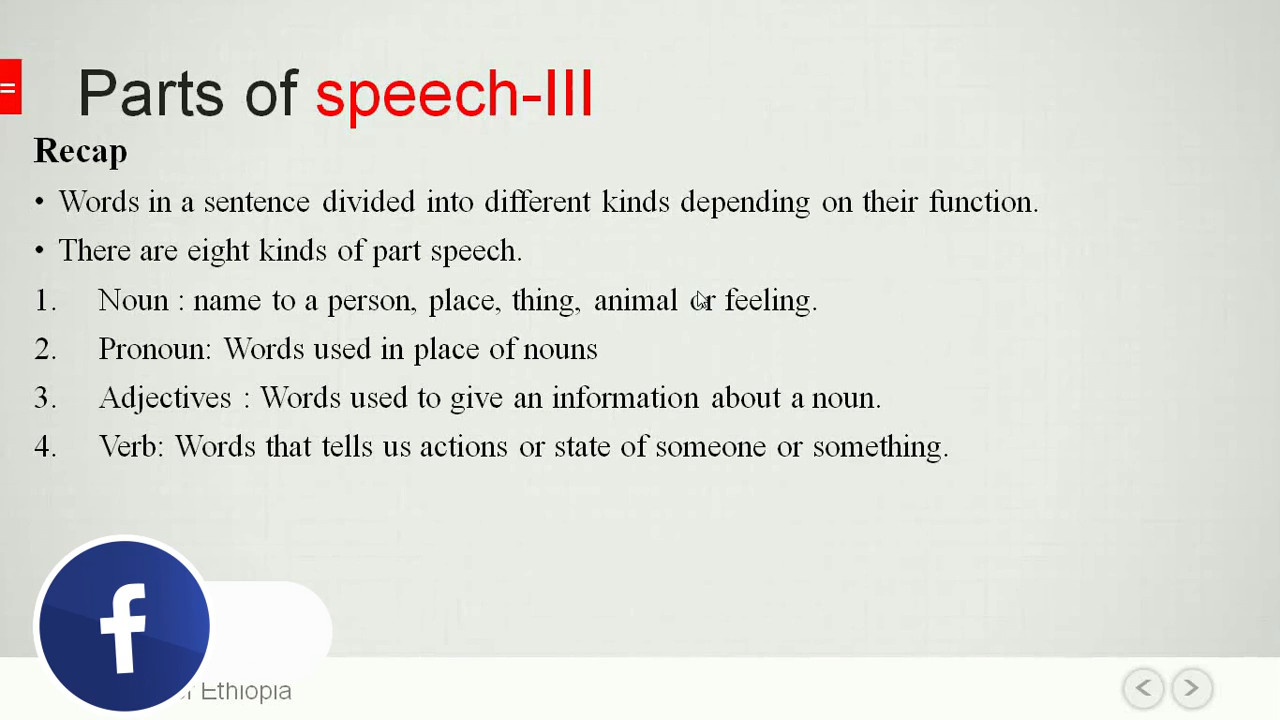 Parts of speech-III
Recap
• Words in a sentence divided into different kinds depending on their function.
• There are eight kinds of part speech.
1. Noun : name to a person, place, thing, animal or feeling.
2. Pronoun: Words used in place of nouns
3. Adjectives : Words used to give an information about a noun.
4. Verb: Words that tells us actions or state of someone or something.
Ethiopia